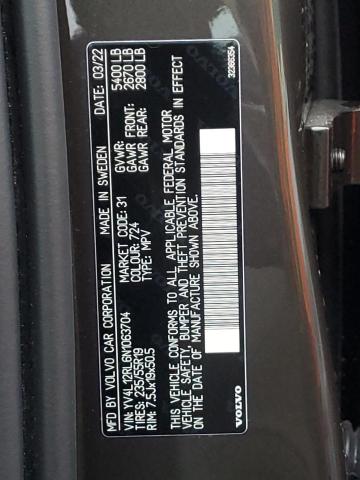 MFD BY VOLVO CAR CORPORATION MADE IN SWEDEN DATE: 03/22
VIN: YV4L12RL6N1063704 MARKET CODE: 31 GVWR: 5400 LB
TIRES: 235/55R19 COLOUR: 724 GAWR FRONT: 2670 LB
RIM: 7.5Jx19x50.5 TYPE: MPV GAWR REAR: 2800 LB
THIS VEHICLE CONFORMS TO ALL APPLICABLE FEDERAL MOTOR
VEHICLE SAFETY, BUMPER AND THEFT PREVENTION STANDARDS IN EFFECT
ON THE DATE OF MANUFACTURE SHOWN ABOVE.
VOLVO